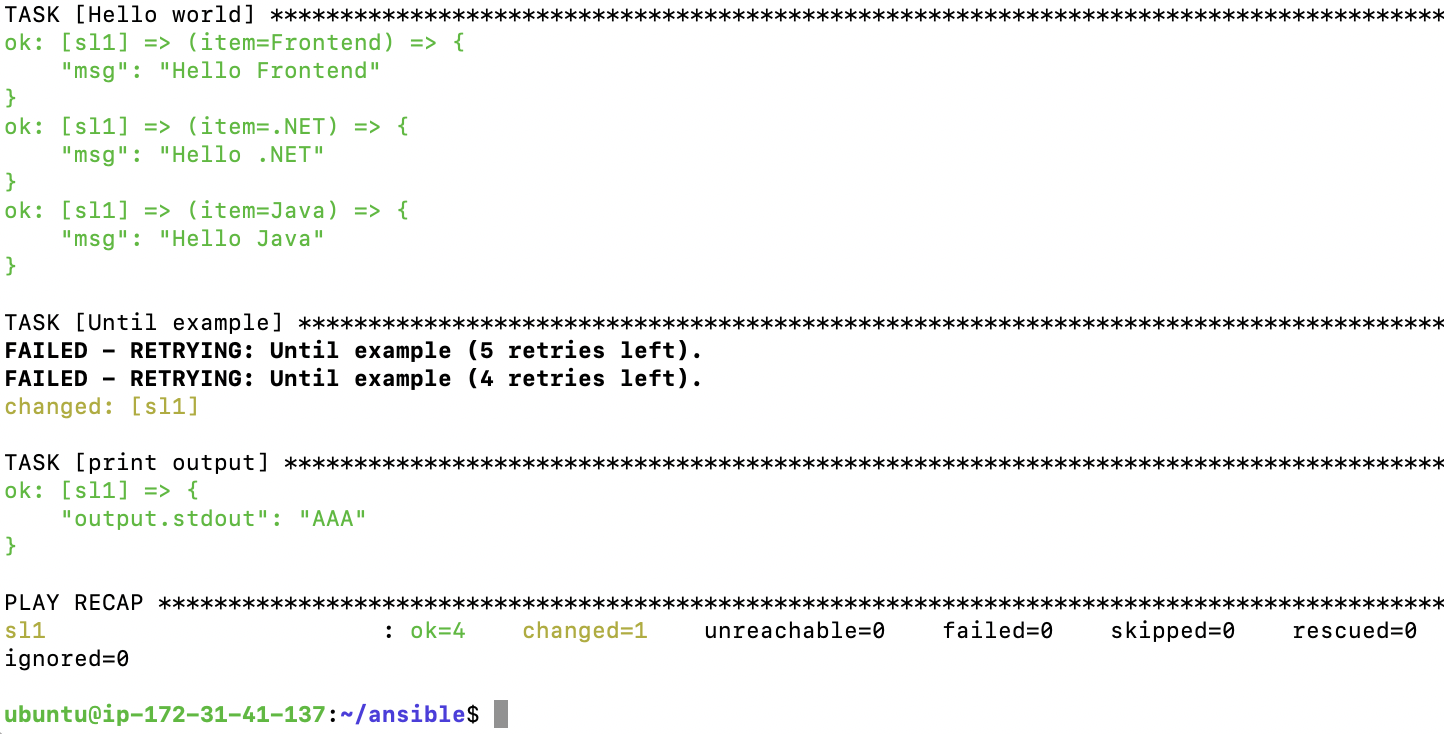 TASK [Hello world] ************************************************************************************
ok: [sl1] => (item=Frontend) => {
    "msg": "Hello Frontend"
}
ok: [sl1] => (item=.NET) => {
    "msg": "Hello .NET"
}
ok: [sl1] => (item=Java) => {
    "msg": "Hello Java"
}
TASK [Until example] **********************************************************************************
FAILED - RETRYING: Until example (5 retries left).
FAILED - RETRYING: Until example (4 retries left).
changed: [sl1]
TASK [print output] ***********************************************************************************
ok: [sl1] => {
    "output.stdout": "AAA"
}
PLAY RECAP ********************************************************************************************
sl1                        : ok=4    changed=1    unreachable=0    failed=0    skipped=0    rescued=0
ignored=0
ubuntu@ip-172-31-41-137:~/ansible$